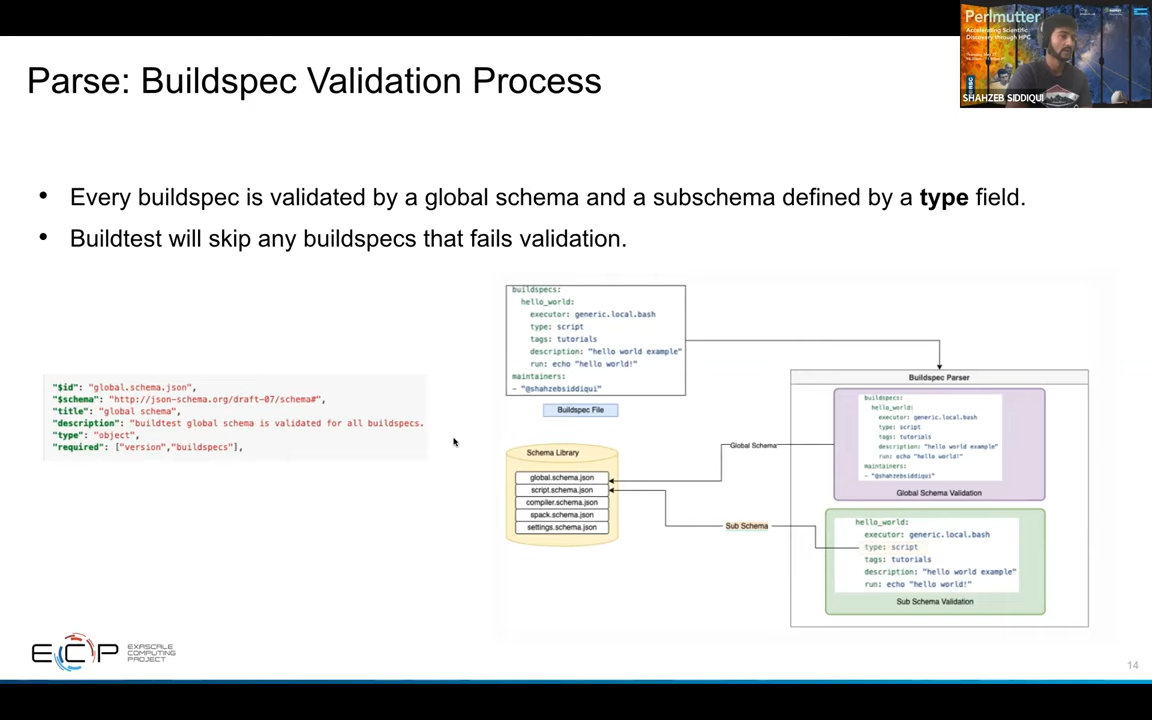 Perlmutter
Accelerating Scientific
Discovery through HPC
SHAHZEB SIDDIQUI
Parse: Buildspec Validation Process
• Every buildspec is validated by a global schema and a subschema defined by a type field.
• Buildtest will skip any buildspecs that fails validation.
"$id": "global.schema.json",
"$schema": "http://json-schema.org/draft-07/schema#",
"title": "global schema",
"description": "buildtest global schema is validated for all buildspecs.
"type": "object",
"required": ["version","buildspecs"],
buildspecs:
hello_world:
executor: generic.local.bash
type: script
tags: tutorials
description: "hello world example"
run: echo "hello world!"
maintainers:
- "@shahzebsiddiqui"
Buildspec File
Schema Library
global.schema.json
script.schema.json
compiler.schema.json
spack.schema.json
settings.schema.json
Global Schema
Sub Schema
Buildspec Parser
buildspecs:
hello_world:
executor: generic.local.bash
type: script
tags: tutorials
description: "hello world example"
run: echo "hello world!"
maintainers:
- "@shahzebsiddiqui"
Global Schema Validation
hello_world:
executor: generic.local.bash
type: script
tags: tutorials
description: "hello world example"
run: echo "hello world!"
Sub Schema Validation
ECP
EXASCALE
COMPUTING
PROJECT
14